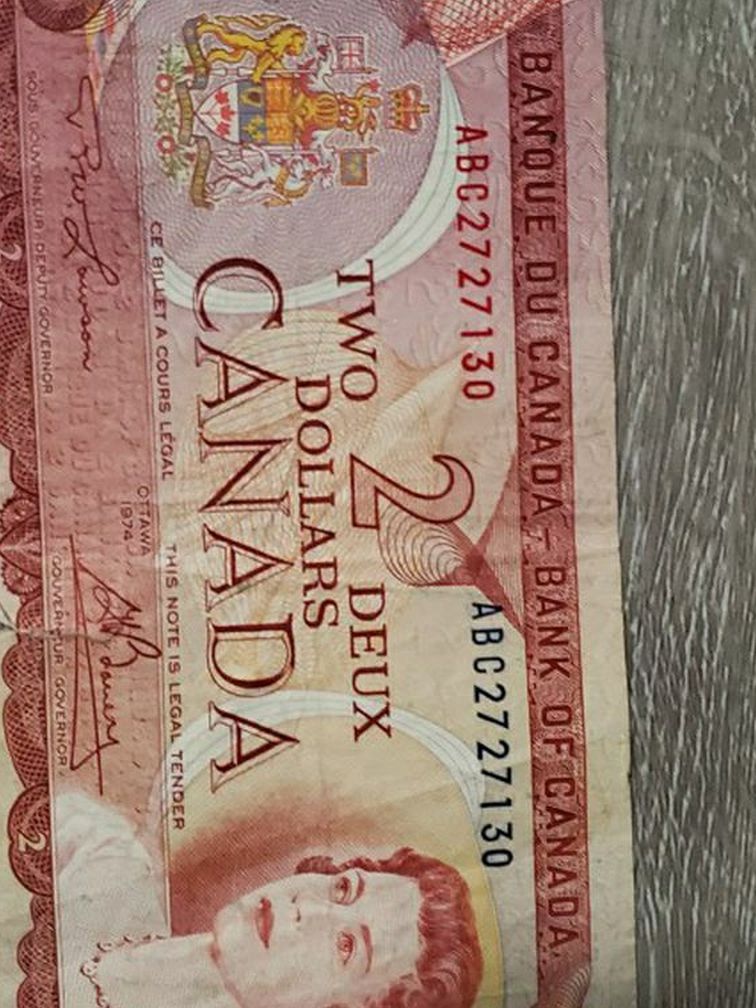 BANQUE DU CANADA – BANK OF CANADA
ABC2727130
ABC2727130
2
TWO DEUX
DOLLARS
CANADA
CE BILLET A COURS LÉGAL THIS NOTE IS LEGAL TENDER
OTTAWA
1974
SOUS-GOUVERNEUR, DEPUTY GOVERNOR
GOUVERNEUR, GOVERNOR
2